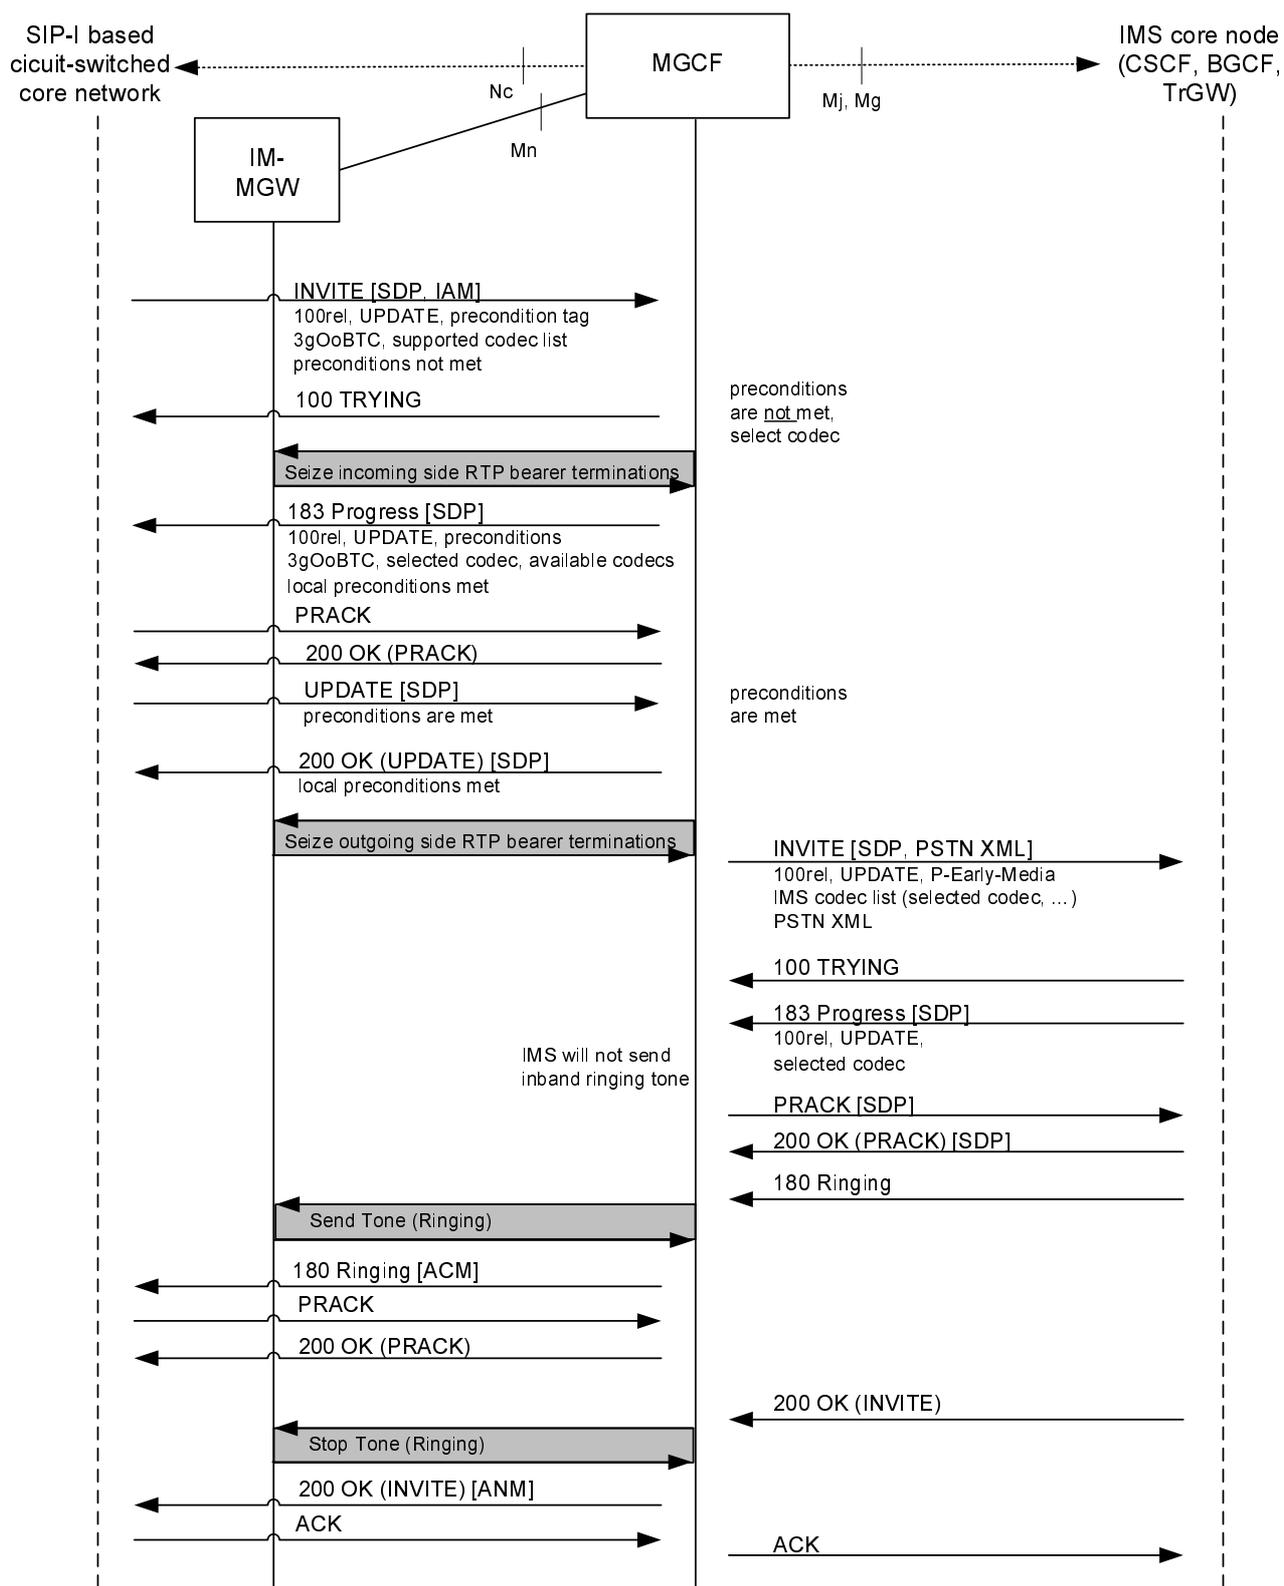 SIP-I based
cicuit-switched
core network
MGCF
IMS core node
(CSCF, BGCF,
TrGW)
Nc
Mj, Mg
Mn
IM-
MGW
INVITE [SDP, IAM]
100rel, UPDATE, precondition tag
3gOoBTC, supported codec list
preconditions not met
100 TRYING
preconditions
are not met,
select codec
Seize incoming side RTP bearer terminations
183 Progress [SDP]
100rel, UPDATE, preconditions
3gOoBTC, selected codec, available codecs
local preconditions met
PRACK
200 OK (PRACK)
UPDATE [SDP]
preconditions are met
preconditions
are met
200 OK (UPDATE) [SDP]
local preconditions met
Seize outgoing side RTP bearer terminations
INVITE [SDP, PSTN XML]
100rel, UPDATE, P-Early-Media
IMS codec list (selected codec, ...)
PSTN XML
100 TRYING
183 Progress [SDP]
100rel, UPDATE,
selected codec
IMS will not send
inband ringing tone
PRACK [SDP]
200 OK (PRACK) [SDP]
180 Ringing
Send Tone (Ringing)
180 Ringing [ACM]
PRACK
200 OK (PRACK)
200 OK (INVITE)
Stop Tone (Ringing)
200 OK (INVITE) [ANM]
ACK
ACK